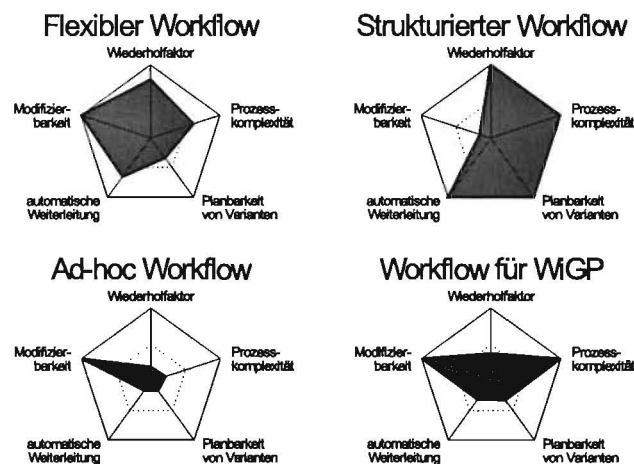 Flexibler Workflow
Wiederholfaktor
Modifizier-
barkeit
Prozess-
komplexität
automatische
Weiterleitung
Planbarkeit
von Varianten
Strukturierter Workflow
Wiederholfaktor
Modifizier-
barkeit
Prozess-
komplexität
automatische
Weiterleitung
Planbarkeit
von Varianten
Ad-hoc Workflow
Wiederholfaktor
Modifizier-
barkeit
Prozess-
komplexität
automatische
Weiterleitung
Planbarkeit
von Varianten
Workflow für WiGP
Wiederholfaktor
Modifizier-
barkeit
Prozess-
komplexität
automatische
Weiterleitung
Planbarkeit
von Varianten